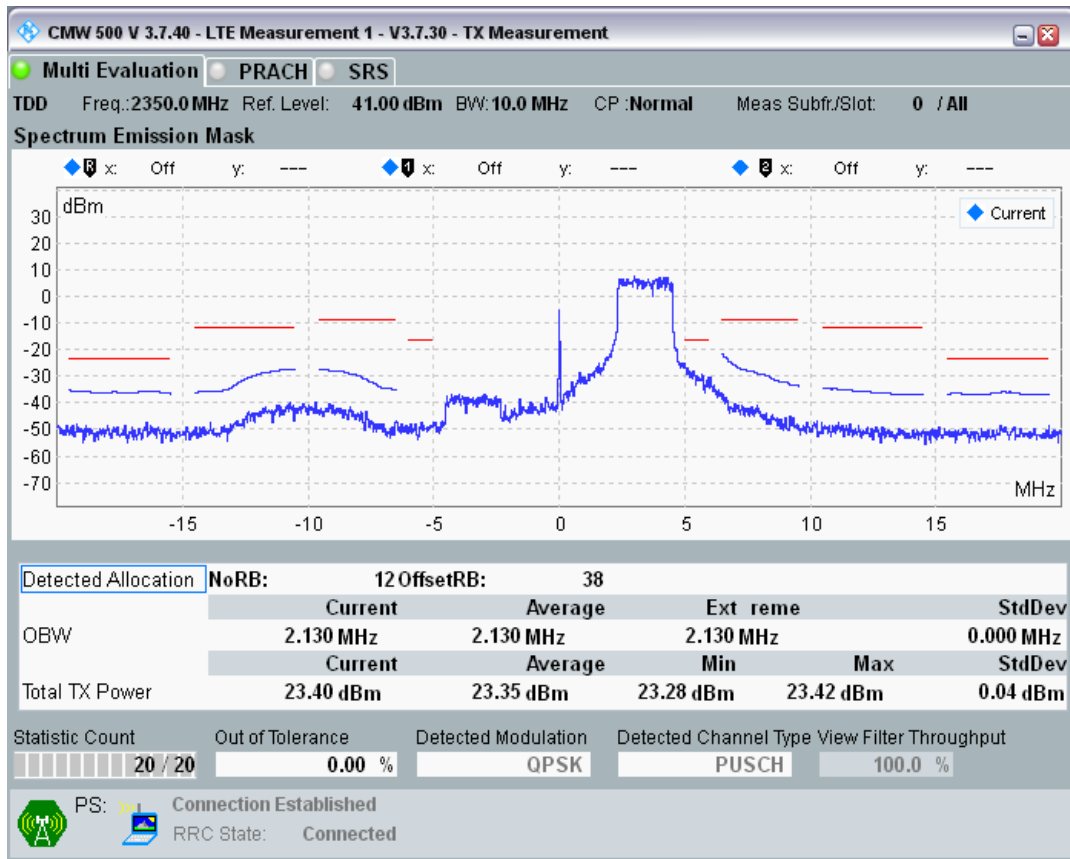 CMW 500 V 3.7.40 - LTE Measurement 1 - V3.7.30 - TX Measurement
Multi Evaluation PRACH SRS
TDD Freq.:2350.0 MHz Ref. Level: 41.00 dBm BW:10.0 MHz CP :Normal Meas Subfr./Slot: 0 / All
Spectrum Emission Mask
R x: Off y: --- 1 x: Off y: --- 2 x: Off y: ---
dBm
Current
30
20
10
0
-10
-20
-30
-40
-50
-60
-70
MHz
-15 -10 -5 0 5 10 15
Detected Allocation NoRB: 12 OffsetRB: 38
Current Average Ext reme StdDev
OBW 2.130 MHz 2.130 MHz 2.130 MHz 0.000 MHz
Current Average Min Max StdDev
Total TX Power 23.40 dBm 23.35 dBm 23.28 dBm 23.42 dBm 0.04 dBm
Statistic Count Out of Tolerance Detected Modulation Detected Channel Type View Filter Throughput
20 / 20 0.00 % QPSK PUSCH 100.0 %
PS: Connection Established
RRC State: Connected